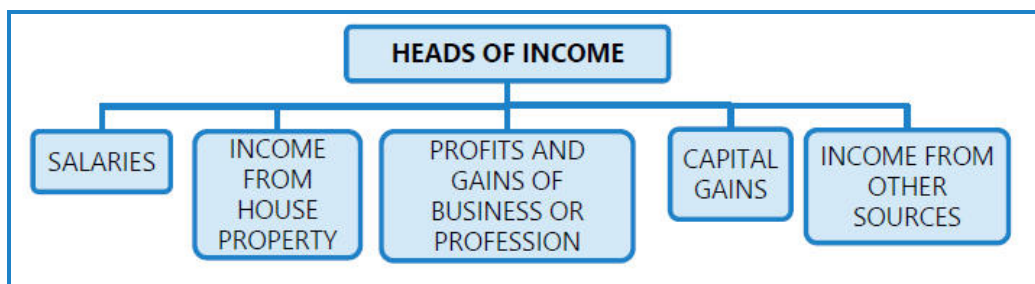 HEADS OF INCOME
SALARIES
INCOME
FROM
HOUSE
PROPERTY
PROFITS AND
GAINS OF
BUSINESS OR
PROFESSION
CAPITAL
GAINS
INCOME FROM
OTHER
SOURCES